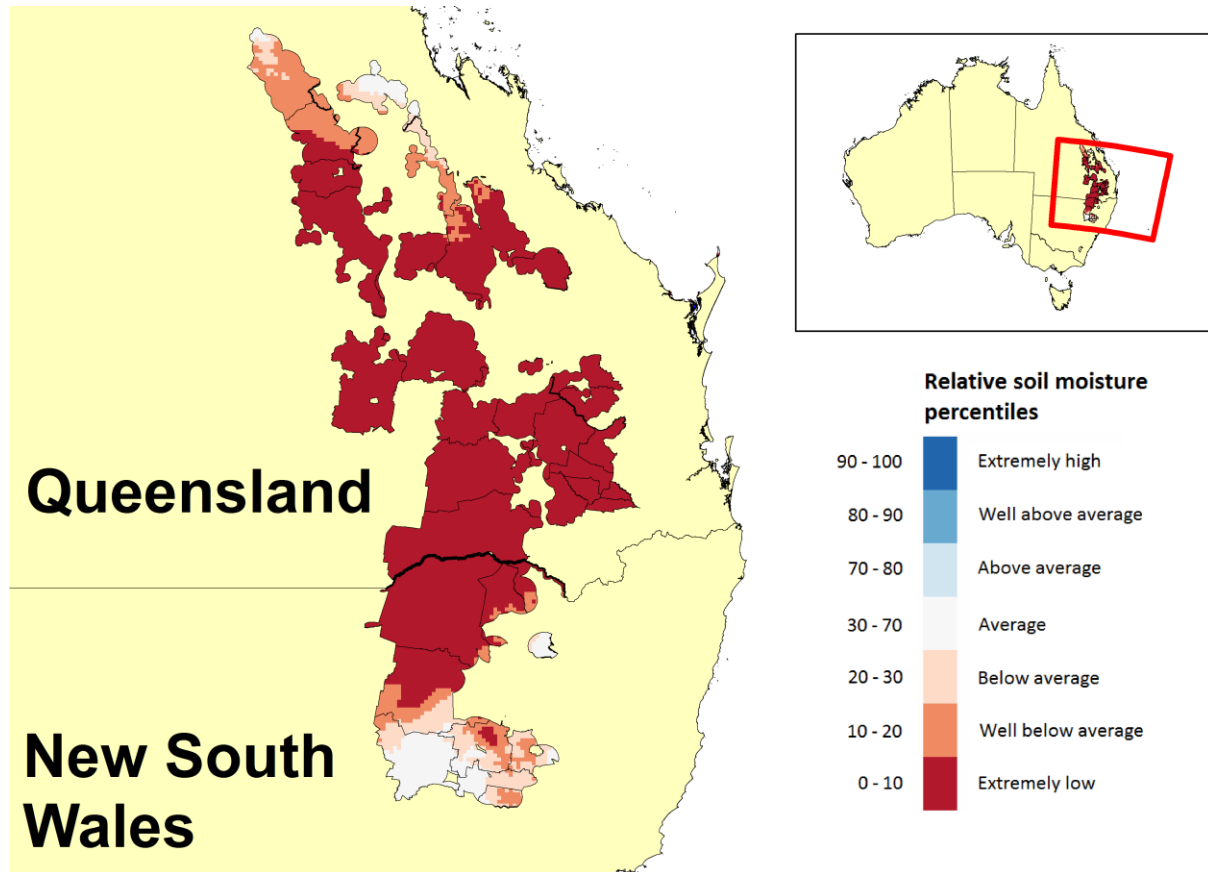 Queensland
New South
Wales
Relative soil moisture
percentiles
90 - 100 Extremely high
80 - 90 Well above average
70 - 80 Above average
30 - 70 Average
20 - 30 Below average
10 - 20 Well below average
0 - 10 Extremely low